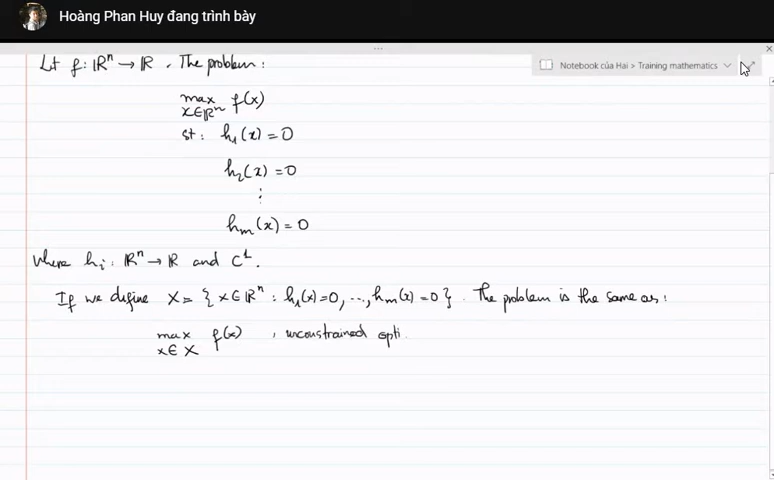 Hoàng Phan Huy đang trình bày
Notebook của Hai > Training mathematics
Lt f: ℝⁿ → ℝ. The problem:
max f(x)
x∈ℝⁿ
st: h₁(x) = 0
h₂(x) = 0
⋮
hₘ(x) = 0
where hᵢ: ℝⁿ → ℝ and C¹.
If we define X = { x ∈ ℝⁿ : h₁(x)=0, ..., hₘ(x)=0 }. The problem is the same as:
max f(x) , unconstrained opti.
x∈X